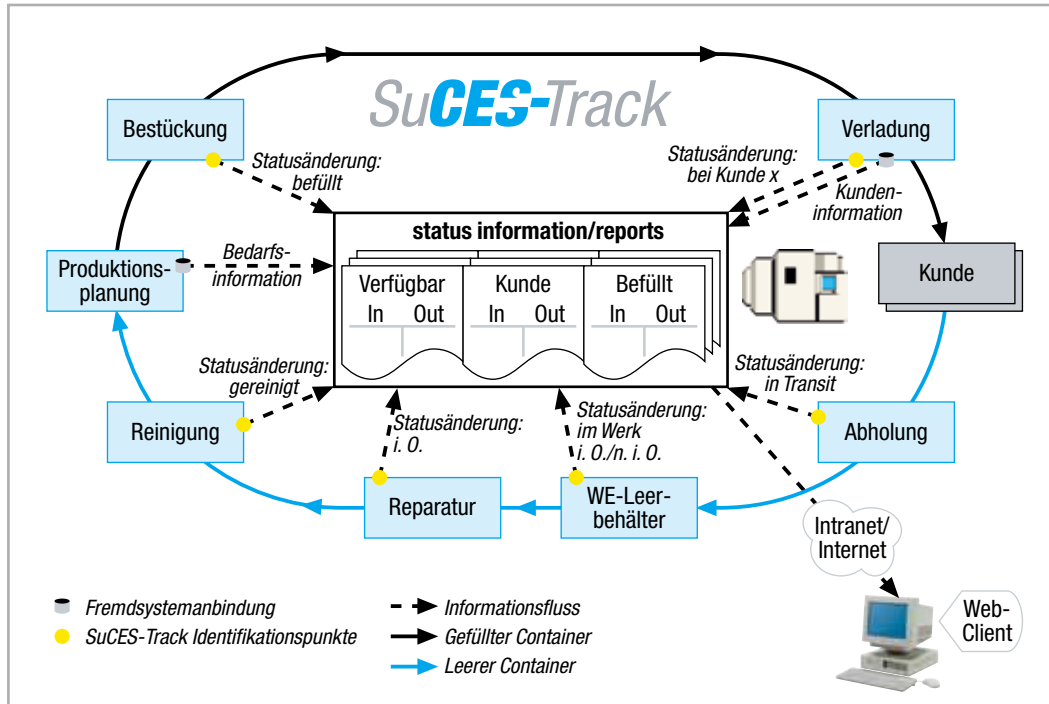 SuCES-Track
Bestückung
Verladung
Statusänderung:
befüllt
Statusänderung:
bei Kunde x
Kunden-
information
Produktions-
planung
Bedarfs-
information
status information/reports
Verfügbar
In Out
Kunde
In Out
Befüllt
In Out
Kunde
Statusänderung:
gereinigt
Statusänderung:
i. O.
Statusänderung:
im Werk
i. O./n. i. O.
Statusänderung:
in Transit
Reinigung
Reparatur
WE-Leer-
behälter
Abholung
Intranet/
Internet
Web-
Client
Fremdsystemanbindung
SuCES-Track Identifikationspunkte
Informationsfluss
Gefüllter Container
Leerer Container